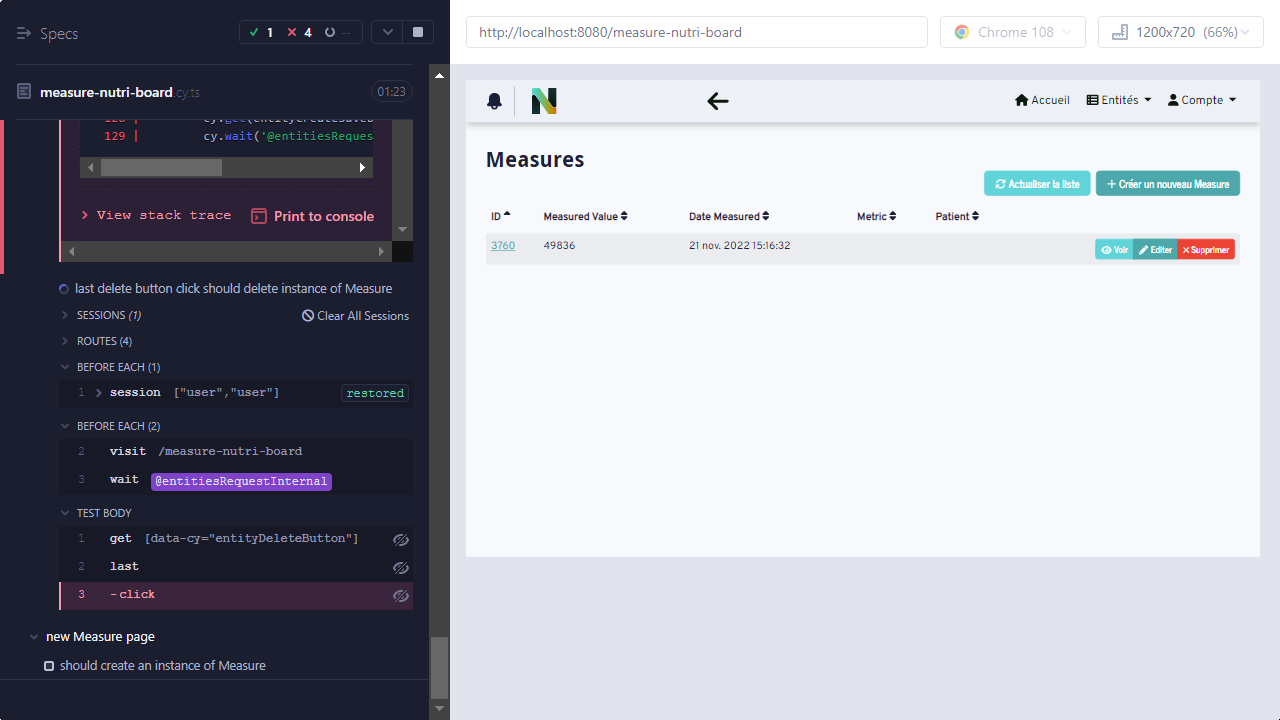 Specs
1
4
--
measure-nutri-board.cy.ts
01:23
128 | cy.get(entityCreateSaveB
129 | cy.wait('@entitiesReques
View stack trace
Print to console
last delete button click should delete instance of Measure
SESSIONS (1)
Clear All Sessions
ROUTES (4)
BEFORE EACH (1)
1 session ["user","user"] restored
BEFORE EACH (2)
2 visit /measure-nutri-board
3 wait @entitiesRequestInternal
TEST BODY
1 get [data-cy="entityDeleteButton"]
2 last
3 -click
new Measure page
should create an instance of Measure
http://localhost:8080/measure-nutri-board
Chrome 108
1200x720 (66%)
N
Accueil
Entités
Compte
Measures
Actualiser la liste
Créer un nouveau Measure
ID Measured Value Date Measured Metric Patient
3760 49836 21 nov. 2022 15:16:32 Voir Editer Supprimer